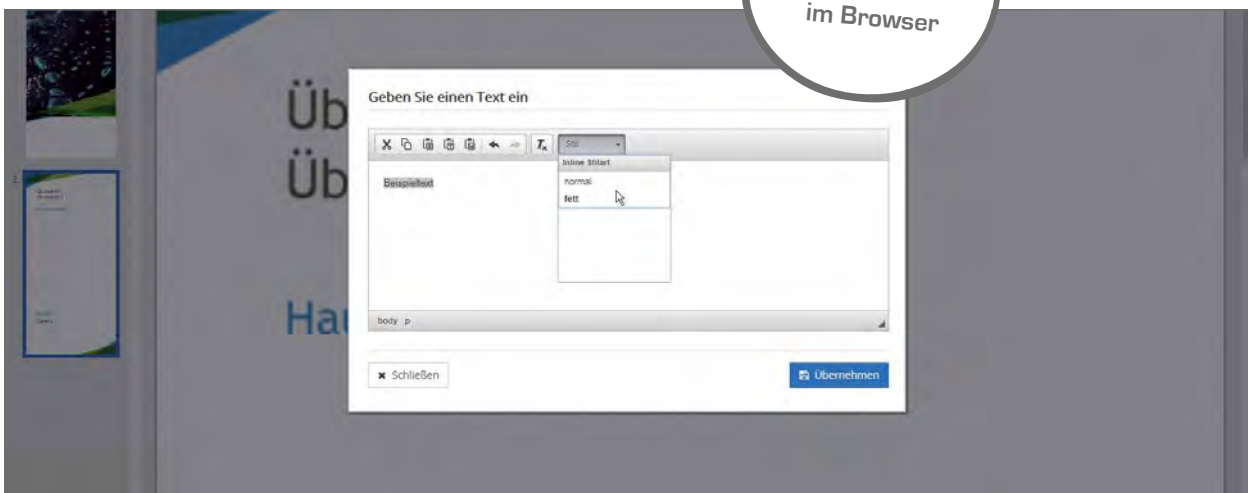 im Browser
Üb
Üb
Hau
Geben Sie einen Text ein
Stil
Inline Stilart
normal
fett
Beispieltext
body p
Schließen
Übernehmen
2